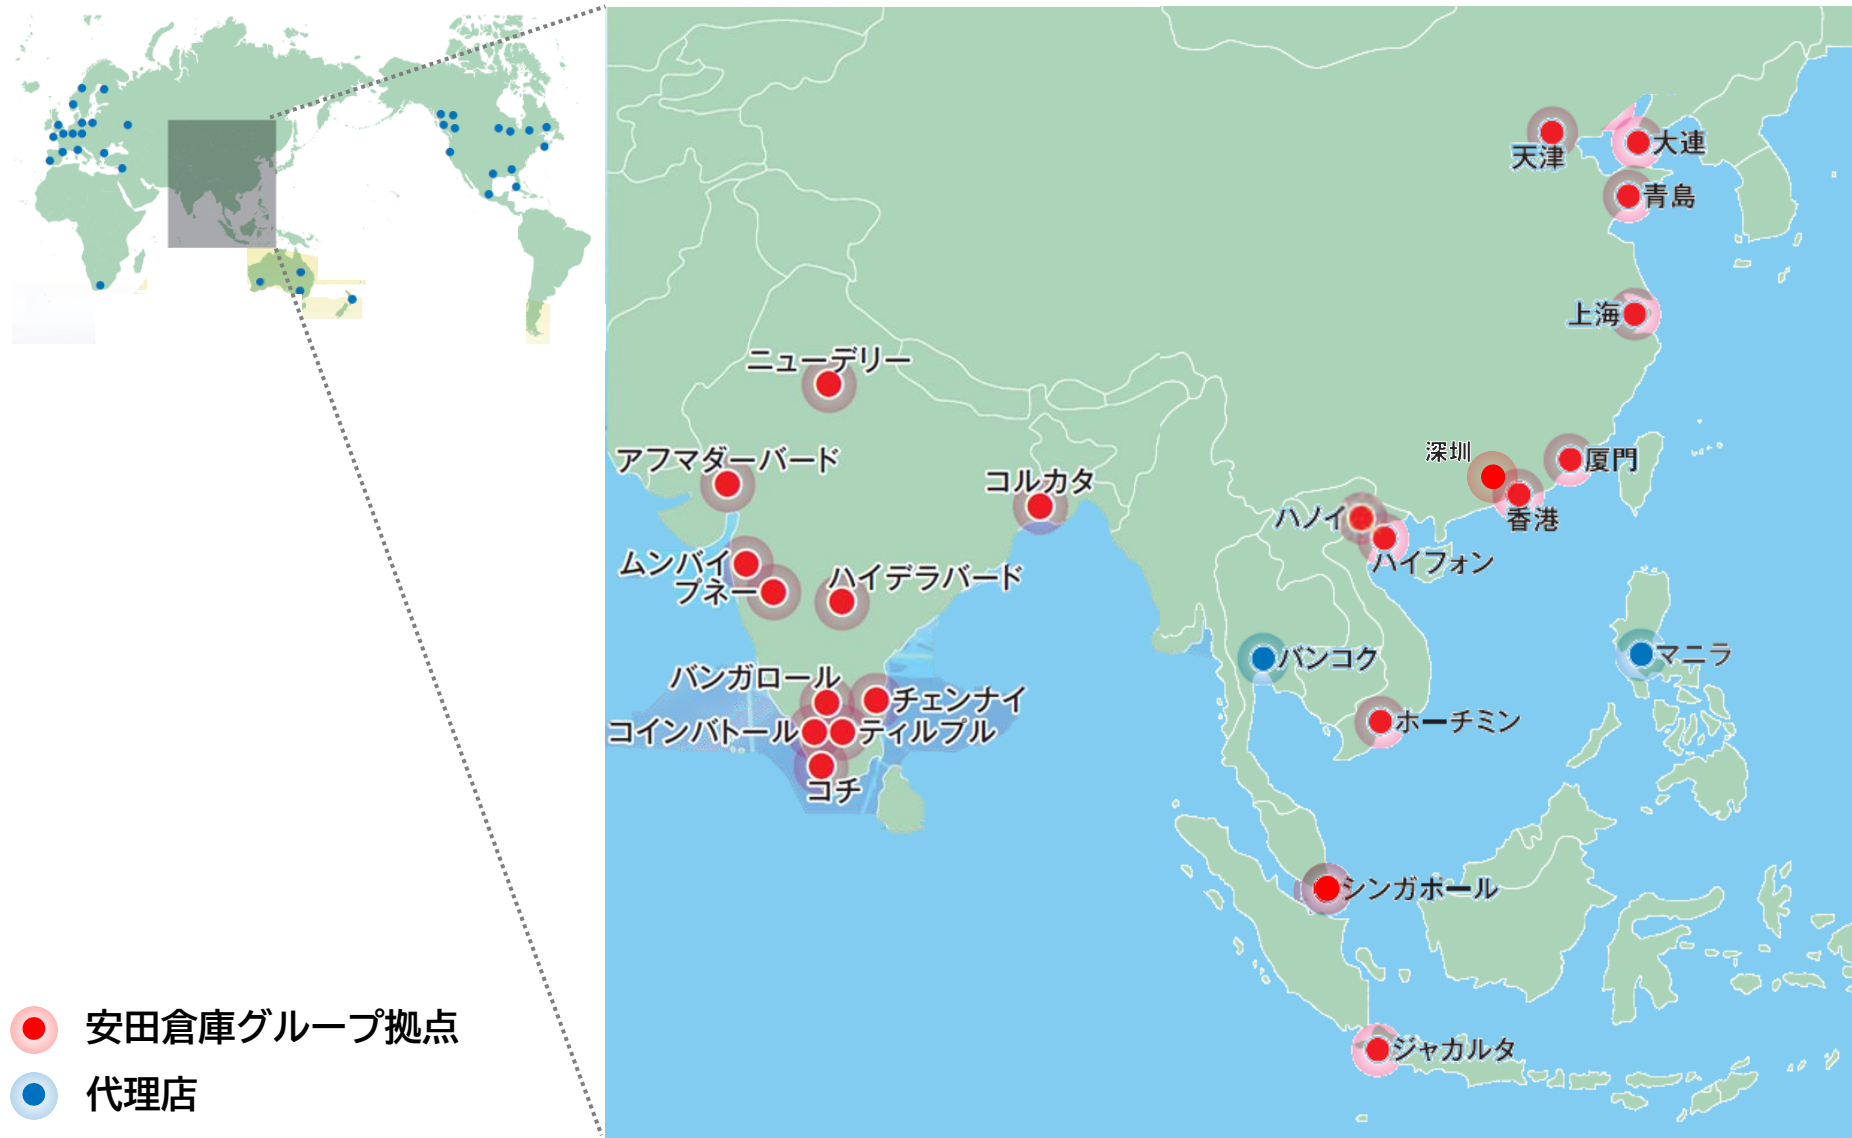 天津
大連
青島
上海
ニューデリー
アフマダーバード
コルカタ
深圳
厦門
香港
ハノイ
ハイフォン
ムンバイ
プネー
ハイデラバード
バンコク
マニラ
バンガロール
チェンナイ
コインバトール
ティルプル
ホーチミン
コチ
シンガポール
ジャカルタ
安田倉庫グループ拠点
代理店